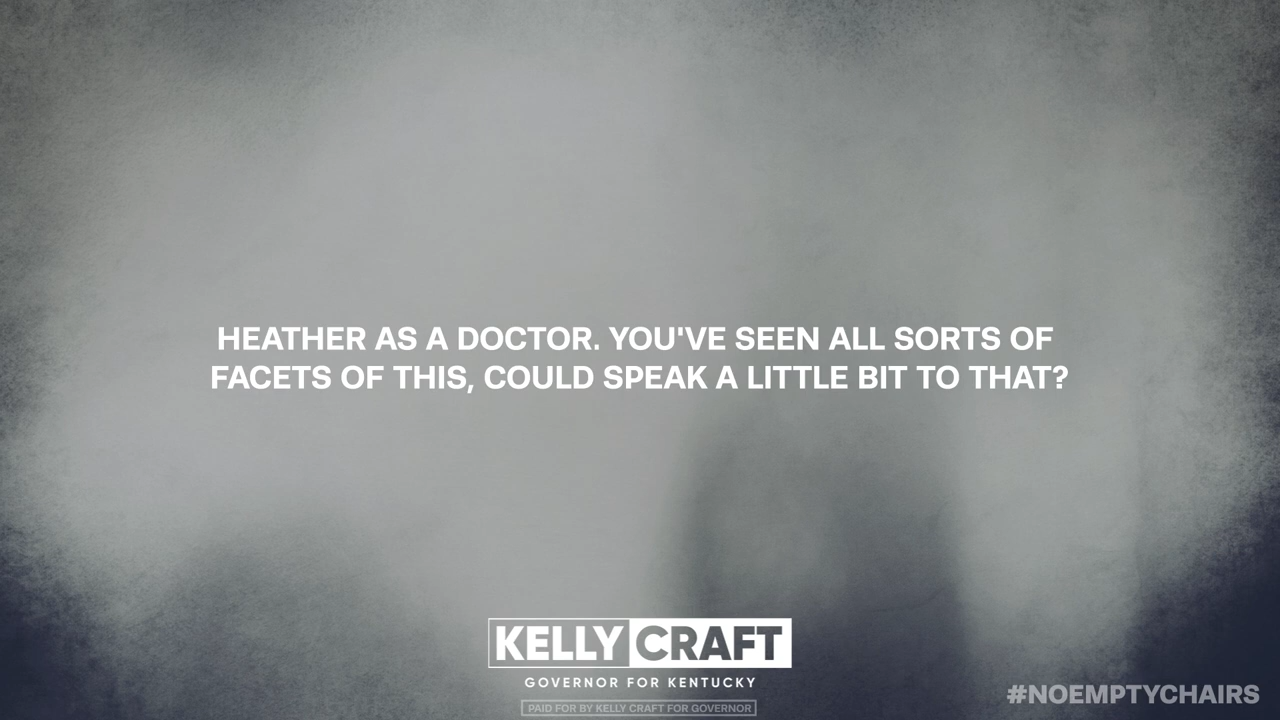 HEATHER AS A DOCTOR. YOU'VE SEEN ALL SORTS OF
FACETS OF THIS, COULD SPEAK A LITTLE BIT TO THAT?
KELLY CRAFT
GOVERNOR FOR KENTUCKY
PAID FOR BY KELLY CRAFT FOR GOVERNOR
#NOEMPTYCHAIRS